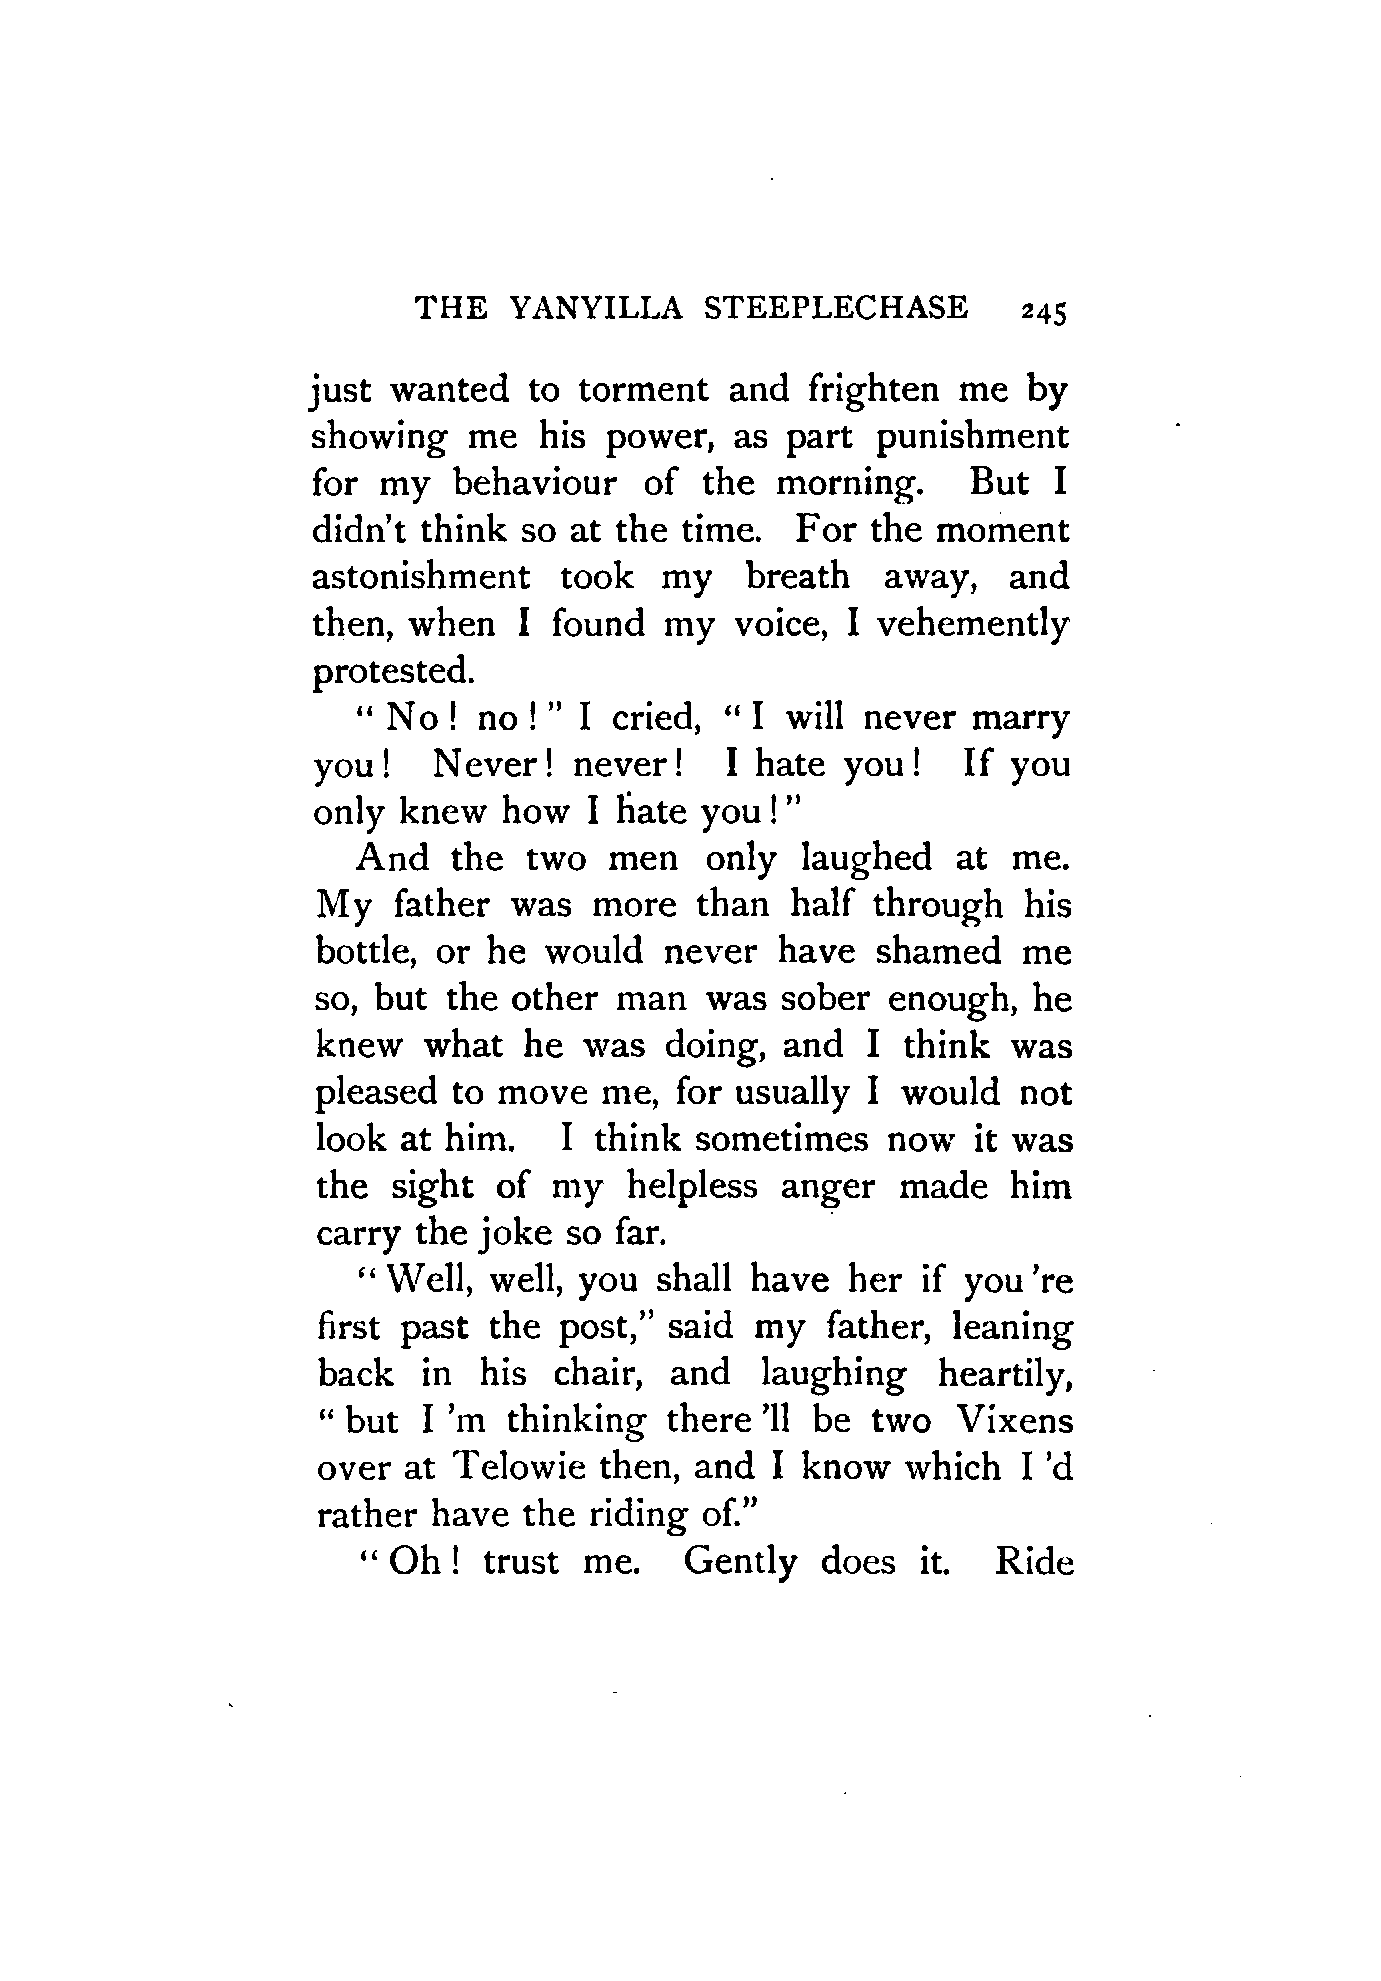 THE YANYILLA STEEPLECHASE 245
just wanted to torment and frighten me by
showing me his power, as part punishment
for my behaviour of the morning. But I
didn't think so at the time. For the moment
astonishment took my breath away, and
then, when I found my voice, I vehemently
protested.
“ No ! no ! ” I cried, “ I will never marry
you ! Never ! never ! I hate you ! If you
only knew how I hate you ! ”
And the two men only laughed at me.
My father was more than half through his
bottle, or he would never have shamed me
so, but the other man was sober enough, he
knew what he was doing, and I think was
pleased to move me, for usually I would not
look at him. I think sometimes now it was
the sight of my helpless anger made him
carry the joke so far.
“ Well, well, you shall have her if you 're
first past the post,” said my father, leaning
back in his chair, and laughing heartily,
“ but I 'm thinking there 'll be two Vixens
over at Telowie then, and I know which I 'd
rather have the riding of.”
“ Oh ! trust me. Gently does it. Ride